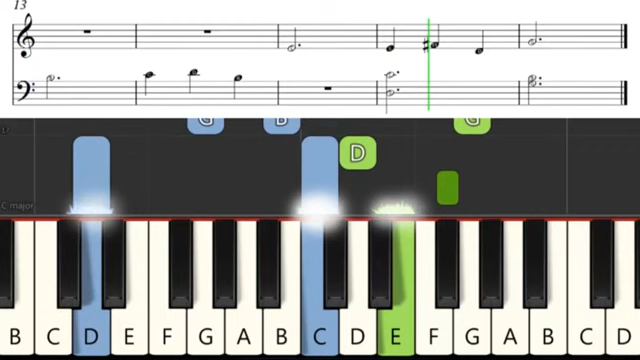 13
G B G
D
C major
B C D E F G A B C D E F G A B C D